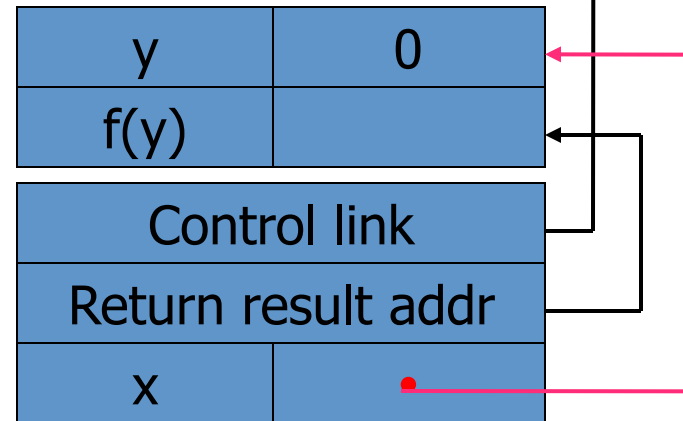 y 0
f(y)
Control link
Return result addr
x